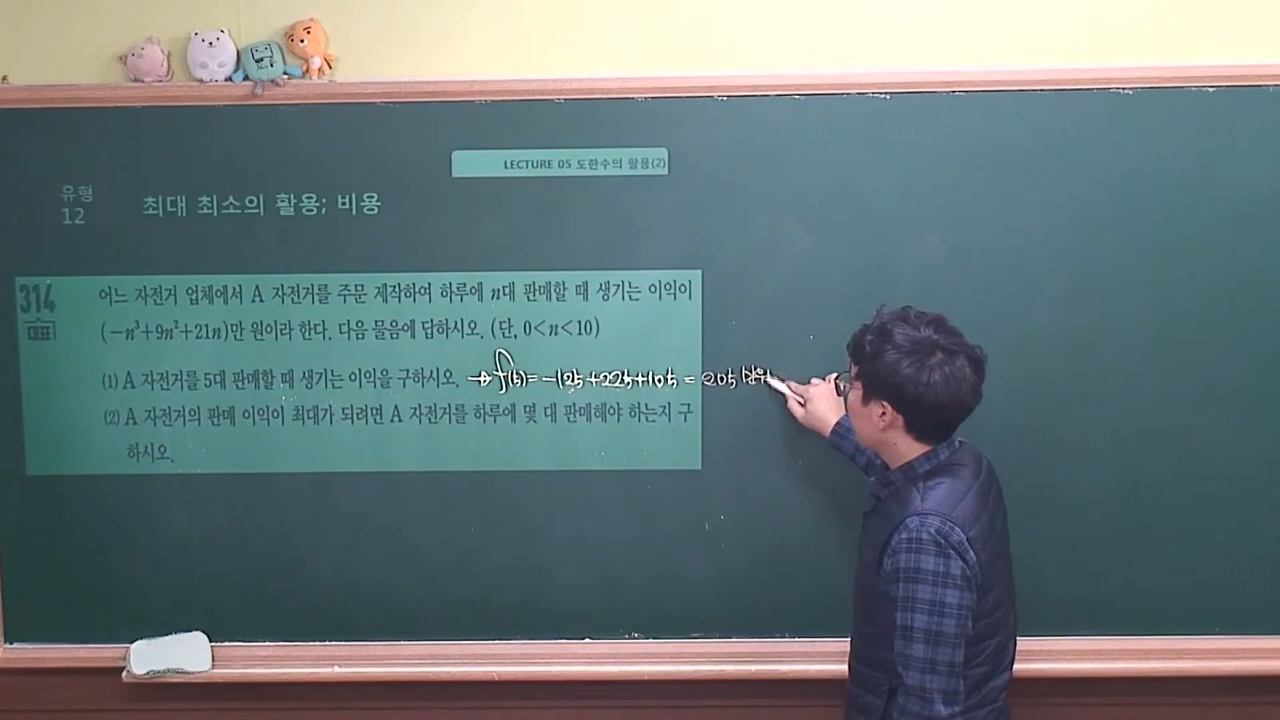 LECTURE 05 도함수의 활용(2)
유형
12
최대 최소의 활용; 비용
314
대표
어느 자전거 업체에서 A 자전거를 주문 제작하여 하루에 n대 판매할 때 생기는 이익이
(-n³+9n²+21n)만 원이라 한다. 다음 물음에 답하시오. (단, 0<n<10)
(1) A 자전거를 5대 판매할 때 생기는 이익을 구하시오. → f(5)=-125+225+105=205만원
(2) A 자전거의 판매 이익이 최대가 되려면 A 자전거를 하루에 몇 대 판매해야 하는지 구
하시오.